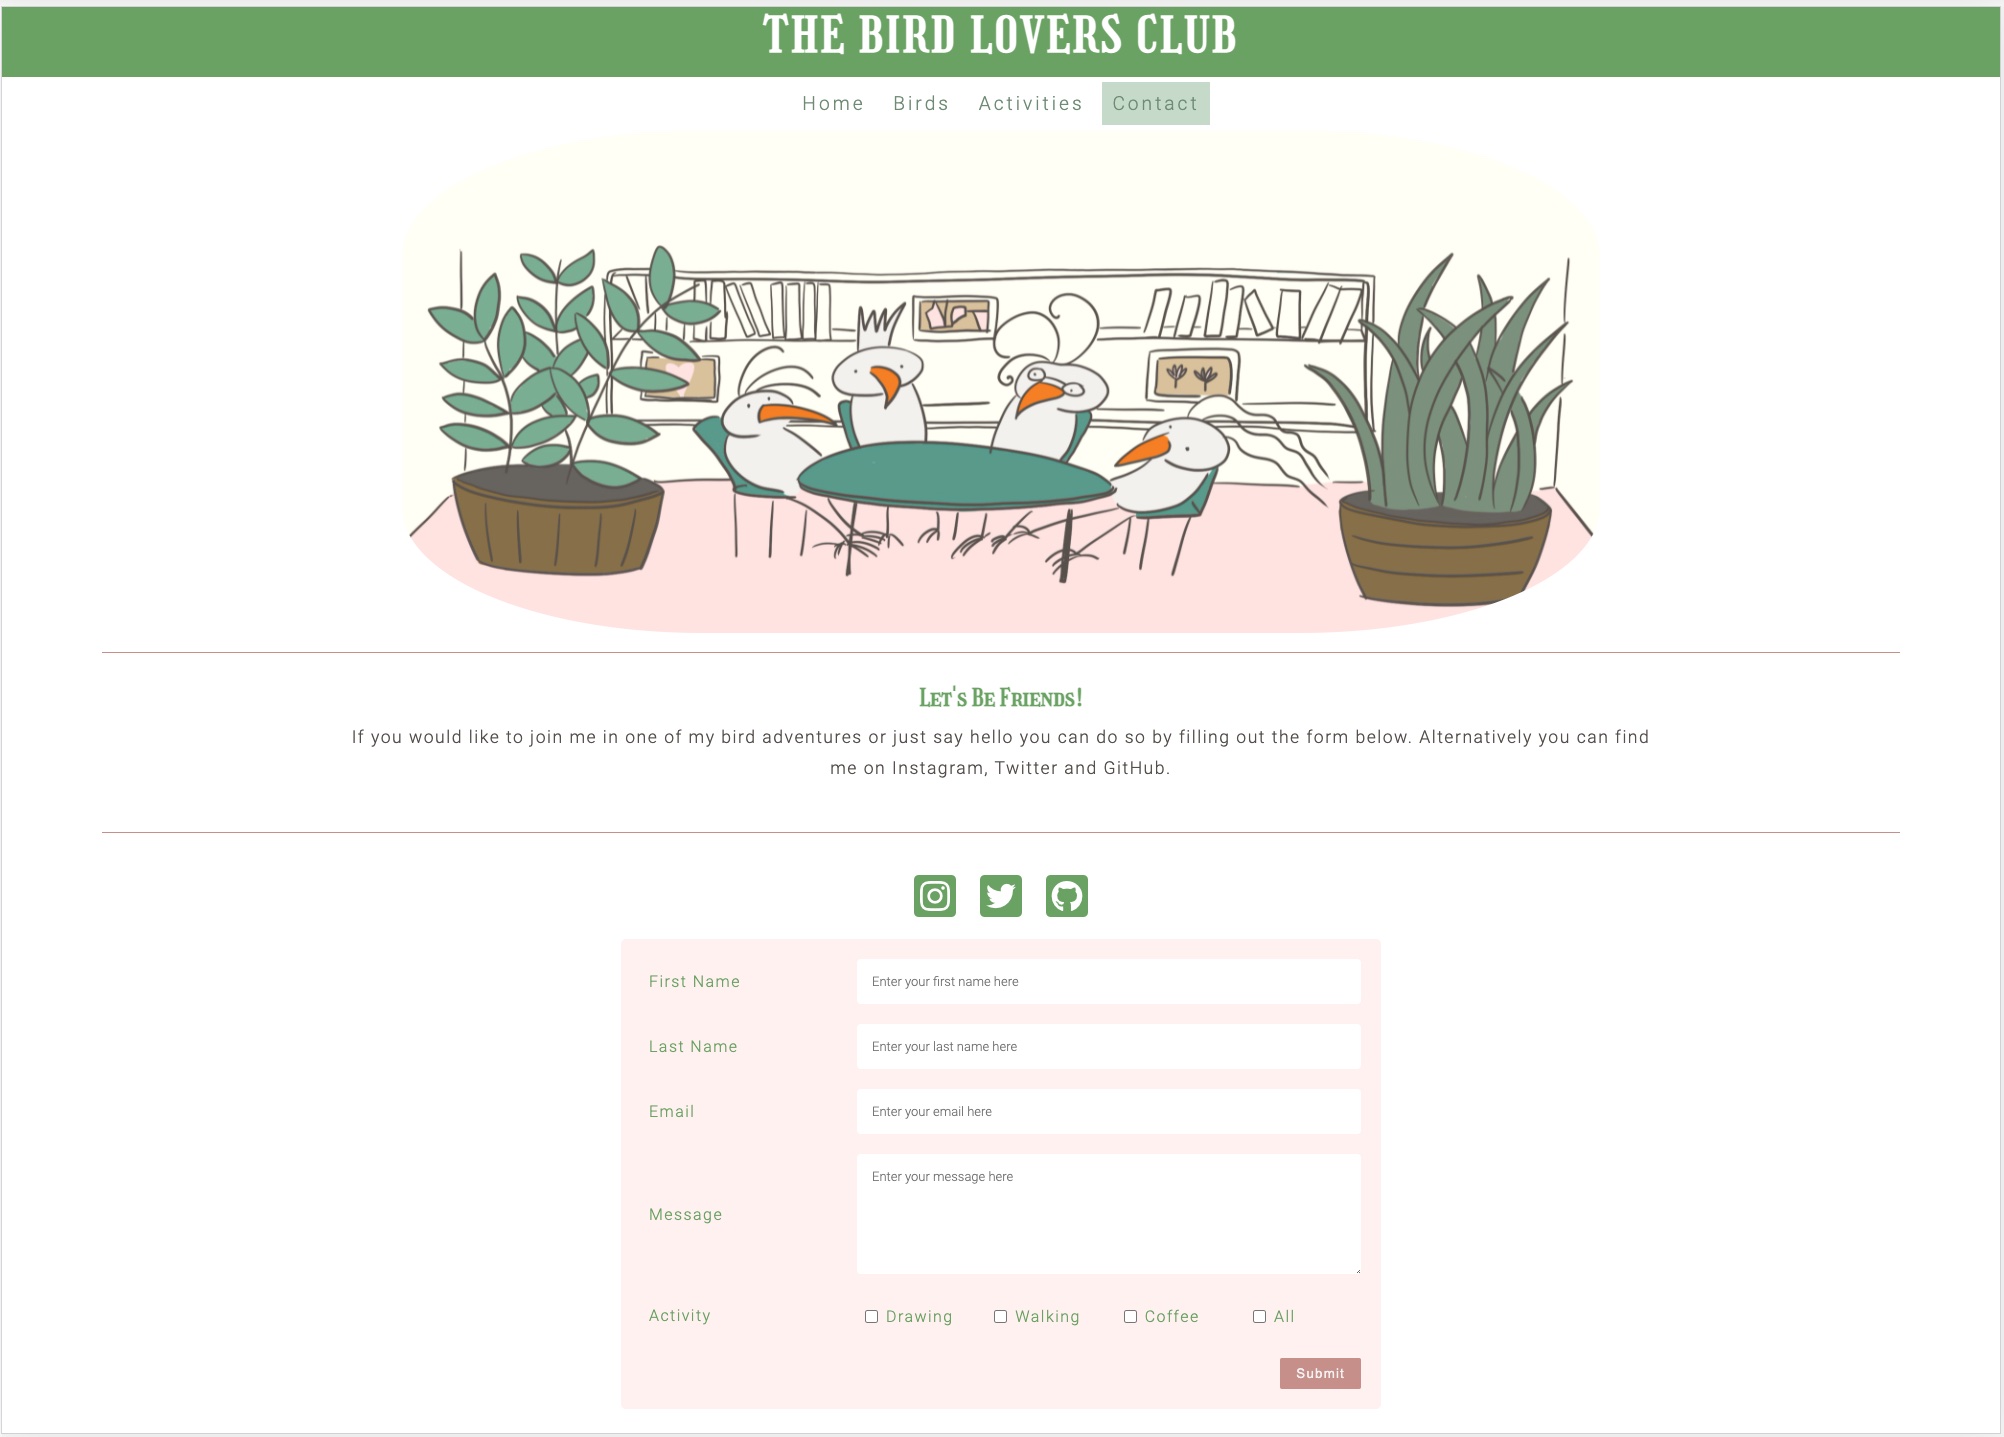 THE BIRD LOVERS CLUB
Home Birds Activities Contact
Let's Be Friends!
If you would like to join me in one of my bird adventures or just say hello you can do so by filling out the form below. Alternatively you can find
me on Instagram, Twitter and GitHub.
First Name Enter your first name here
Last Name Enter your last name here
Email Enter your email here
Enter your message here
Message
Activity Drawing Walking Coffee All
Submit